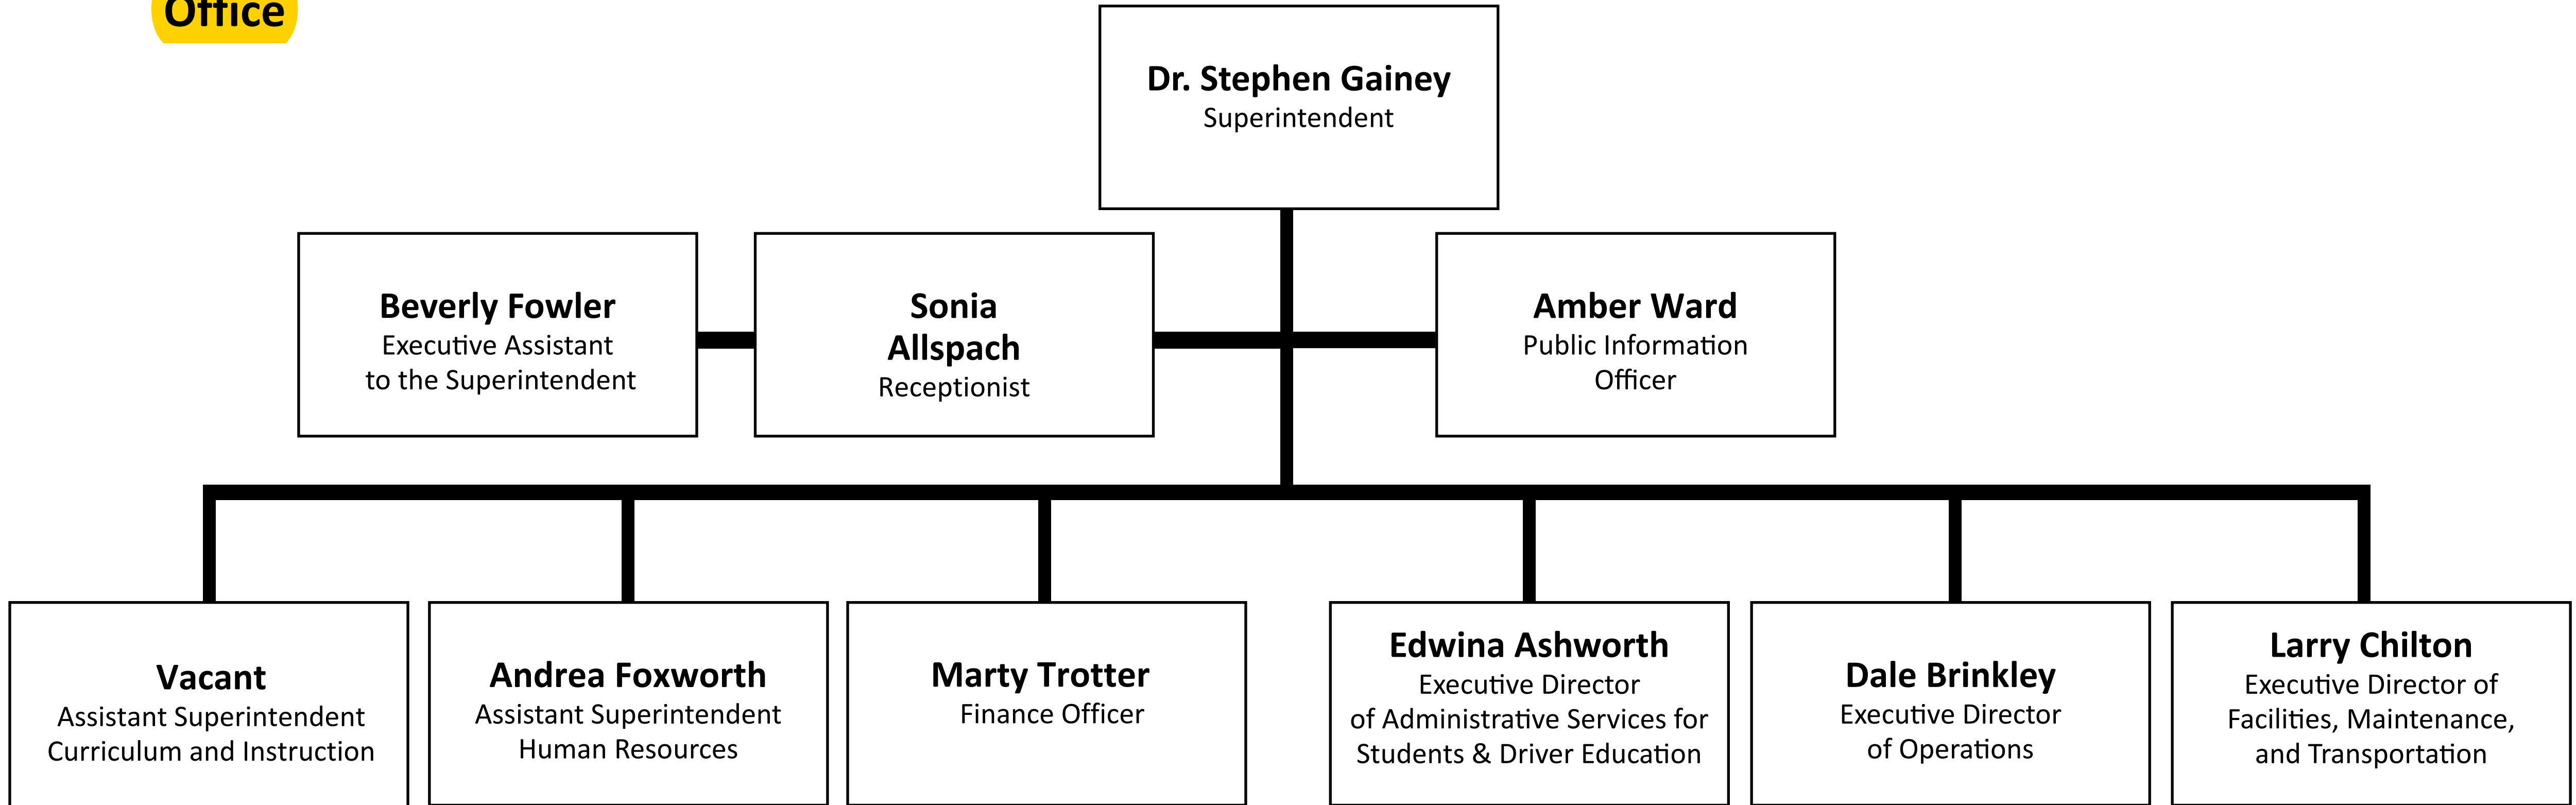 Office
Dr. Stephen Gainey
Superintendent
Beverly Fowler
Executive Assistant
to the Superintendent
Sonia
Allspach
Receptionist
Amber Ward
Public Information
Officer
Vacant
Assistant Superintendent
Curriculum and Instruction
Andrea Foxworth
Assistant Superintendent
Human Resources
Marty Trotter
Finance Officer
Edwina Ashworth
Executive Director
of Administrative Services for
Students & Driver Education
Dale Brinkley
Executive Director
of Operations
Larry Chilton
Executive Director of
Facilities, Maintenance,
and Transportation